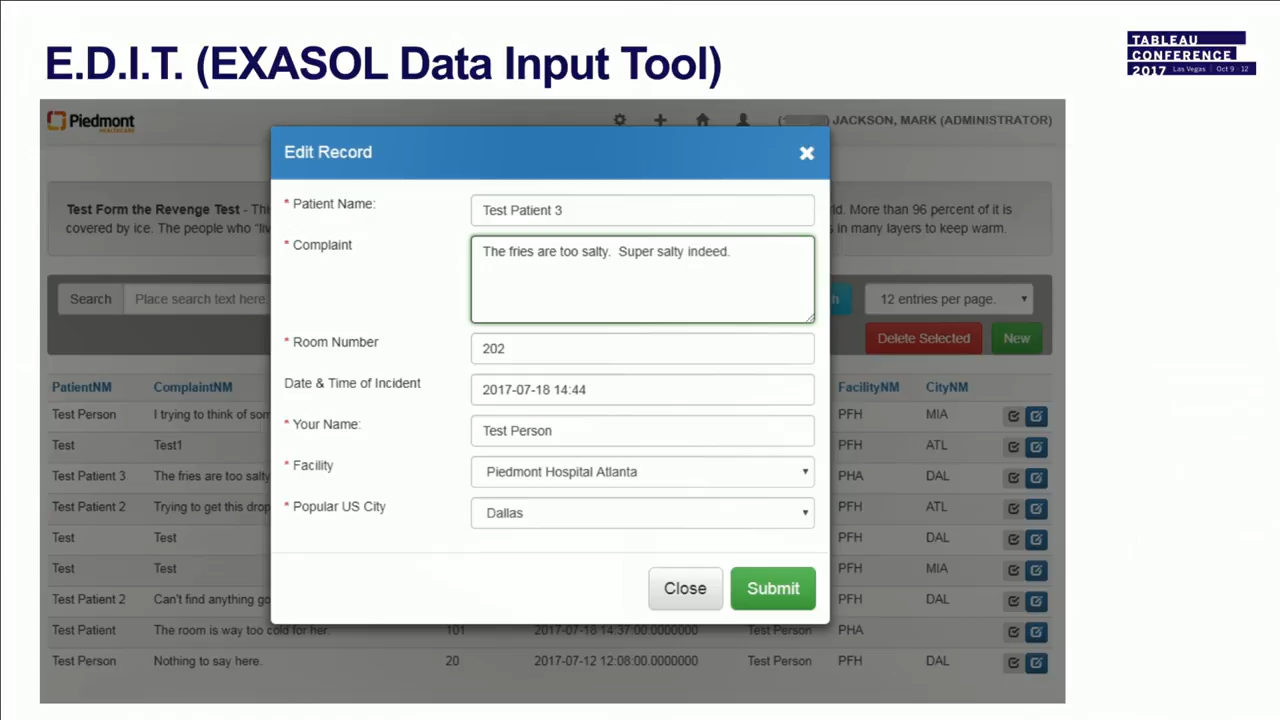 E.D.I.T. (EXASOL Data Input Tool)
TABLEAU
CONFERENCE
2017 Las Vegas | Oct 9 - 12
Piedmont
HEALTHCARE
JACKSON, MARK (ADMINISTRATOR)
Edit Record
Test Form the Revenge Test - Thi
d. More than 96 percent of it is
covered by ice. The people who "liv
s in many layers to keep warm.
* Patient Name:
Test Patient 3
* Complaint
The fries are too salty. Super salty indeed.
Search
Place search text here.
h
12 entries per page.
Delete Selected
New
* Room Number
202
Date & Time of Incident
2017-07-18 14:44
* Your Name:
Test Person
* Facility
Piedmont Hospital Atlanta
* Popular US City
Dallas
Close
Submit
PatientNM ComplaintNM FacilityNM CityNM
Test Person I trying to think of som PFH MIA
Test Test1 PFH ATL
Test Patient 3 The fries are too salty PHA DAL
Test Patient 2 Trying to get this drop PFH ATL
Test Test PFH DAL
Test Test PFH MIA
Test Patient 2 Can't find anything go PFH DAL
Test Patient The room is way too cold for her. 101 2017-07-18 14:37:00.0000000 Test Person PHA
Test Person Nothing to say here. 20 2017-07-12 12:08:00.0000000 Test Person PFH DAL